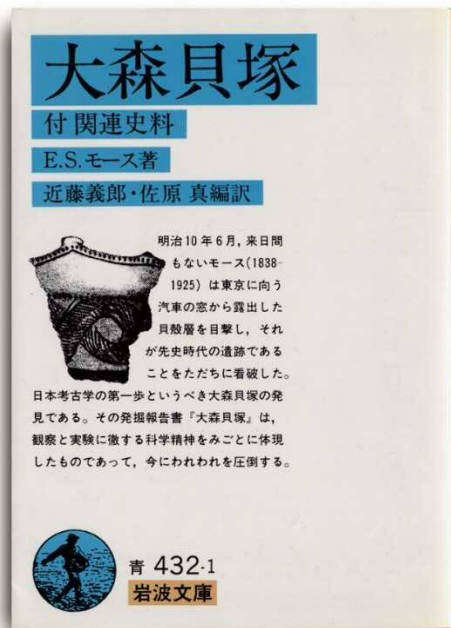 大森貝塚
付 関連史料
E.S.モース著
近藤義郎・佐原 真編訳
明治10年6月,来日間
もないモース(1838-
1925)は東京に向う
汽車の窓から露出した
貝殻層を目撃し,それ
が先史時代の遺跡である
ことをただちに看破した。
日本考古学の第一歩というべき大森貝塚の発
見である。その発掘報告書『大森貝塚』は,
観察と実験に徹する科学精神をみごとに体現
したものであって,今にわれわれを圧倒する。
青 432-1
岩波文庫